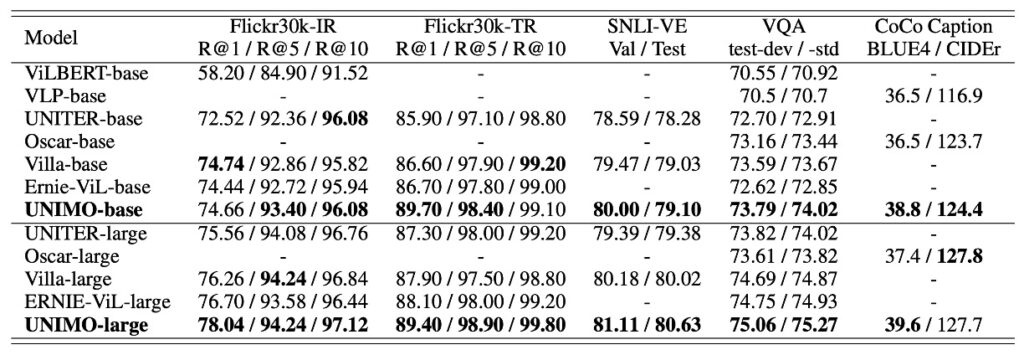 Model Flickr30k-IR Flickr30k-TR SNLI-VE VQA CoCo Caption
R@1 / R@5 / R@10 R@1 / R@5 / R@10 Val / Test test-dev / -std BLUE4 / CIDEr
ViLBERT-base 58.20 / 84.90 / 91.52 - - 70.55 / 70.92 -
VLP-base - - - 70.5 / 70.7 36.5 / 116.9
UNITER-base 72.52 / 92.36 / 96.08 85.90 / 97.10 / 98.80 78.59 / 78.28 72.70 / 72.91 -
Oscar-base - - - 73.16 / 73.44 36.5 / 123.7
Villa-base 74.74 / 92.86 / 95.82 86.60 / 97.90 / 99.20 79.47 / 79.03 73.59 / 73.67 -
Ernie-ViL-base 74.44 / 92.72 / 95.94 86.70 / 97.80 / 99.00 - 72.62 / 72.85 -
UNIMO-base 74.66 / 93.40 / 96.08 89.70 / 98.40 / 99.10 80.00 / 79.10 73.79 / 74.02 38.8 / 124.4
UNITER-large 75.56 / 94.08 / 96.76 87.30 / 98.00 / 99.20 79.39 / 79.38 73.82 / 74.02 -
Oscar-large - - - 73.61 / 73.82 37.4 / 127.8
Villa-large 76.26 / 94.24 / 96.84 87.90 / 97.50 / 98.80 80.18 / 80.02 74.69 / 74.87 -
ERNIE-ViL-large 76.70 / 93.58 / 96.44 88.10 / 98.00 / 99.20 - 74.75 / 74.93 -
UNIMO-large 78.04 / 94.24 / 97.12 89.40 / 98.90 / 99.80 81.11 / 80.63 75.06 / 75.27 39.6 / 127.7